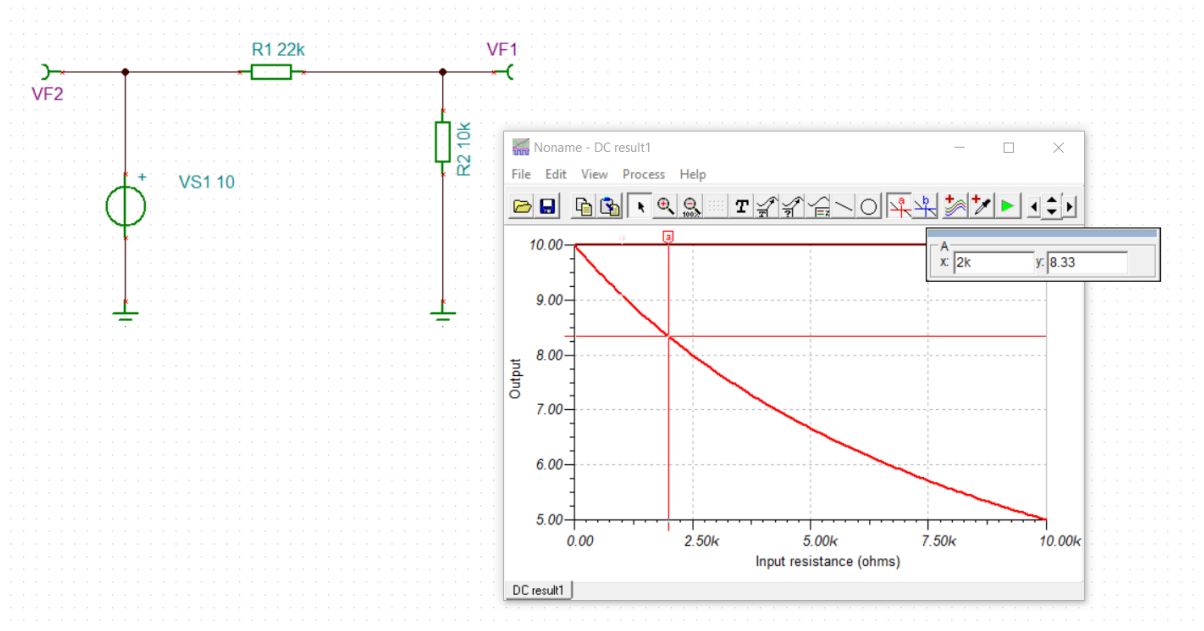 R1 22k
VF1
VF2
R2 10k
VS1 10
+
Noname - DC result1
File Edit View Process Help
100%
T
a
b
a
A
x: 2k y: 8.33
10.00
9.00
8.00
7.00
6.00
5.00
Output
0.00 2.50k 5.00k 7.50k 10.00k
Input resistance (ohms)
DC result1